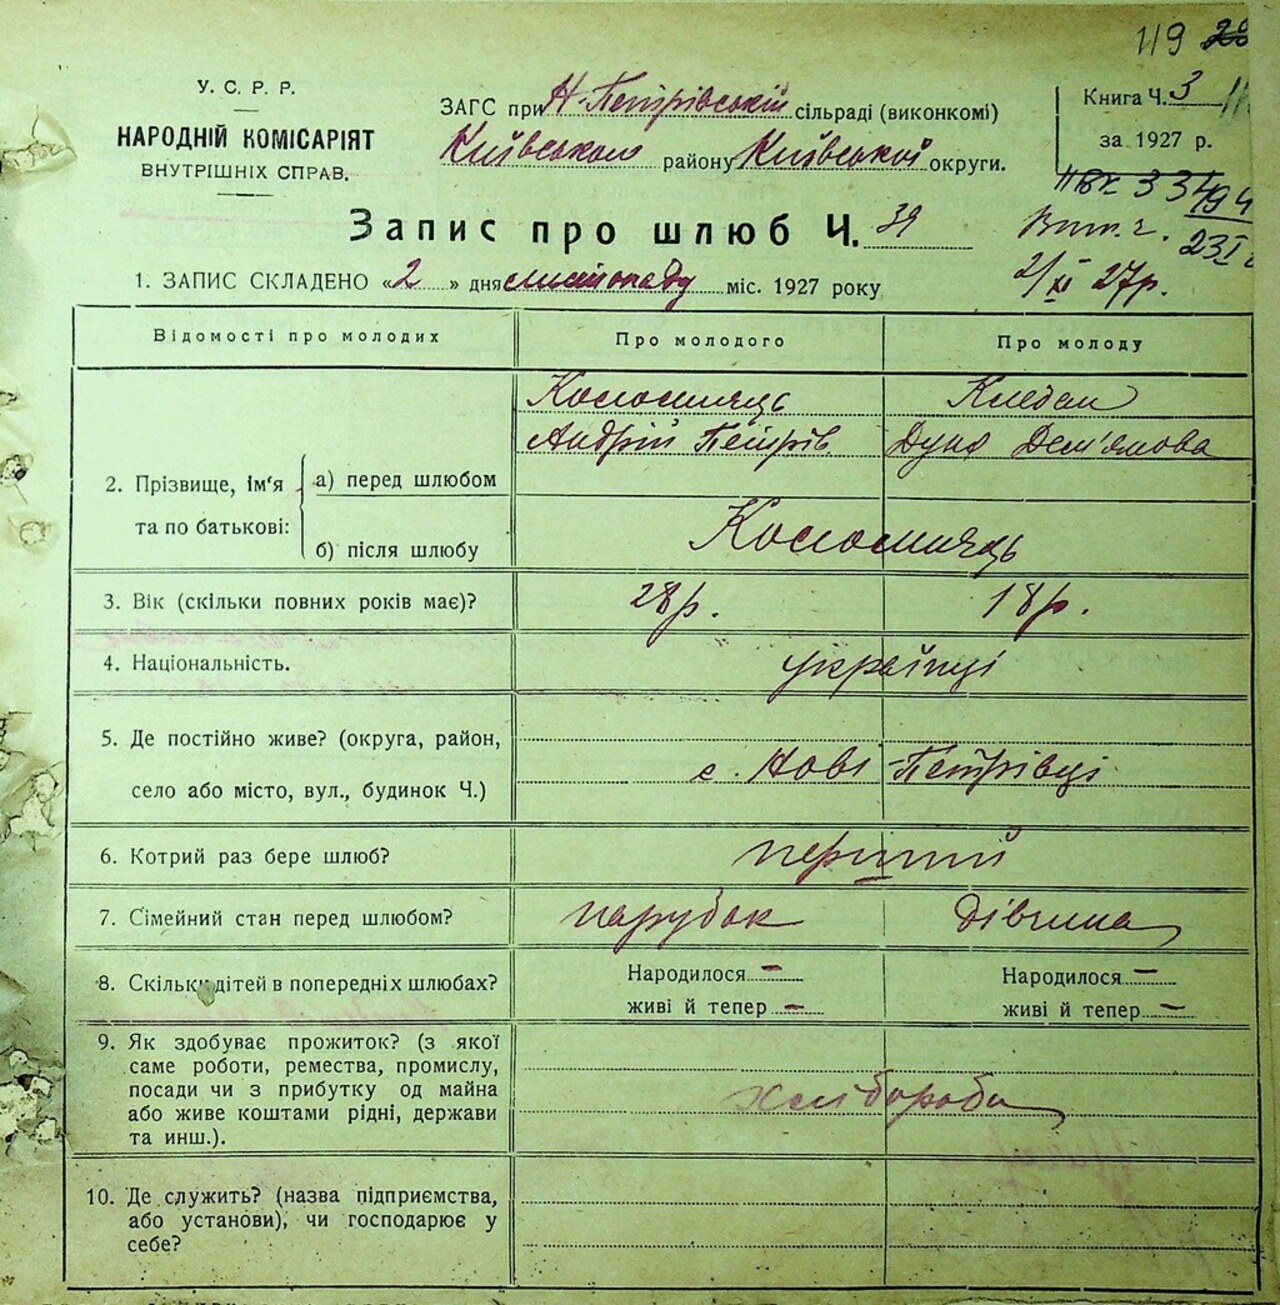 119 28
У. С. Р. Р.
НАРОДНІЙ КОМІСАРІЯТ
ВНУТРІШНІХ СПРАВ.
ЗАГС при Н-Петрівській сільраді (виконкомі)
Київського району Київської округи.
Книга Ч. 3
за 1927 р.
Запис про шлюб Ч. 39
2/XI 27р.
1. ЗАПИС СКЛАДЕНО «2» дня листопаду міс. 1927 року
Відомості про молодих Про молодого Про молоду
Коломиець Клебан
Андрій Петрів. Дуня Дем'янова
2. Прізвище, ім'я та по батькові:
а) перед шлюбом
б) після шлюбу Коломиець
3. Вік (скільки повних років має)? 28р. 18р.
4. Національність. українці
5. Де постійно живе? (округа, район,
село або місто, вул., будинок Ч.) с. Нові-Петрівці
6. Котрий раз бере шлюб? перший
7. Сімейний стан перед шлюбом? парубок дівчина
8. Скільки дітей в попередніх шлюбах? Народилося — Народилося —
живі й тепер — живі й тепер —
9. Як здобуває прожиток? (з якої
саме роботи, ремества, промислу,
посади чи з прибутку од майна
або живе коштами рідні, держави
та инш.). хлібороби
10. Де служить? (назва підприємства,
або установи), чи господарює у
себе?